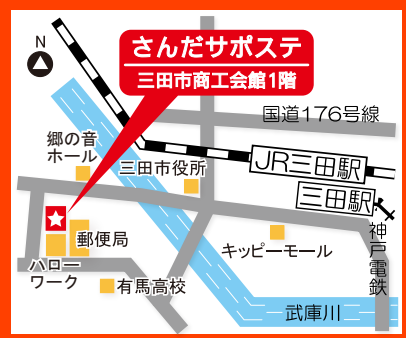 N
さんだサポステ
三田市商工会館1階
国道176号線
郷の音
ホール
三田市役所
JR三田駅
三田駅
神戸電鉄
郵便局
キッピーモール
ハロー
ワーク
有馬高校
武庫川